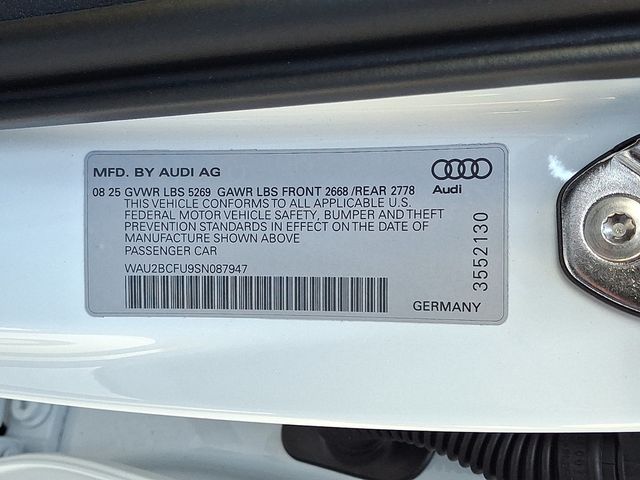 MFD. BY AUDI AG
08 25 GVWR LBS 5269 GAWR LBS FRONT 2668 /REAR 2778
THIS VEHICLE CONFORMS TO ALL APPLICABLE U.S.
FEDERAL MOTOR VEHICLE SAFETY, BUMPER AND THEFT
PREVENTION STANDARDS IN EFFECT ON THE DATE OF
MANUFACTURE SHOWN ABOVE
PASSENGER CAR
WAU2BCFU9SN087947
Audi
3552130
GERMANY